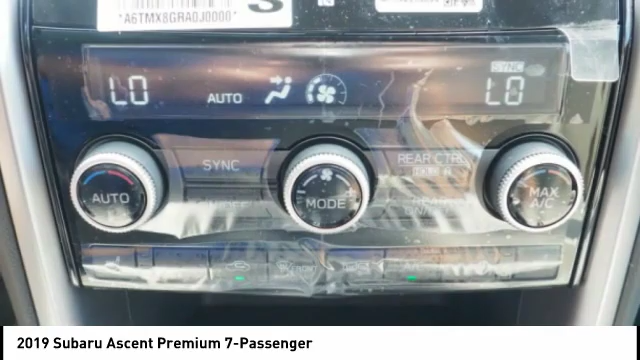 *A6TMX8GRA0J0000*
S
SYNC
LO AUTO LO
SYNC REAR CTRL
AUTO MODE MAX A/C
2019 Subaru Ascent Premium 7-Passenger